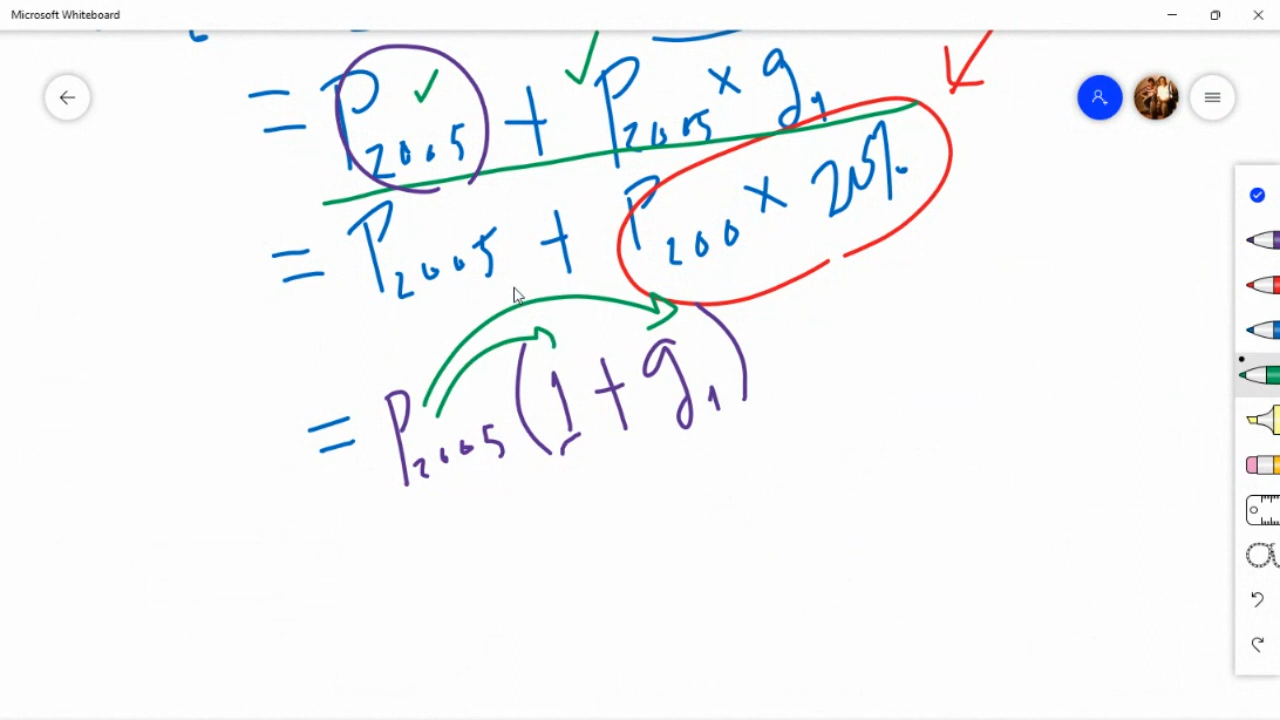 Microsoft Whiteboard
= P₂₀₀₅ + P₂₀₀₅ × g₁
= P₂₀₀₅ + P₂₀₀ × 20%
= P₂₀₀₅ (1 + g₁)